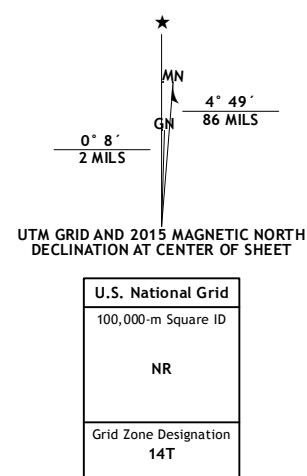 ★
MN
4° 49´
86 MILS
GN
0° 8´
2 MILS
UTM GRID AND 2015 MAGNETIC NORTH
DECLINATION AT CENTER OF SHEET
U.S. National Grid
100,000-m Square ID
NR
Grid Zone Designation
14T